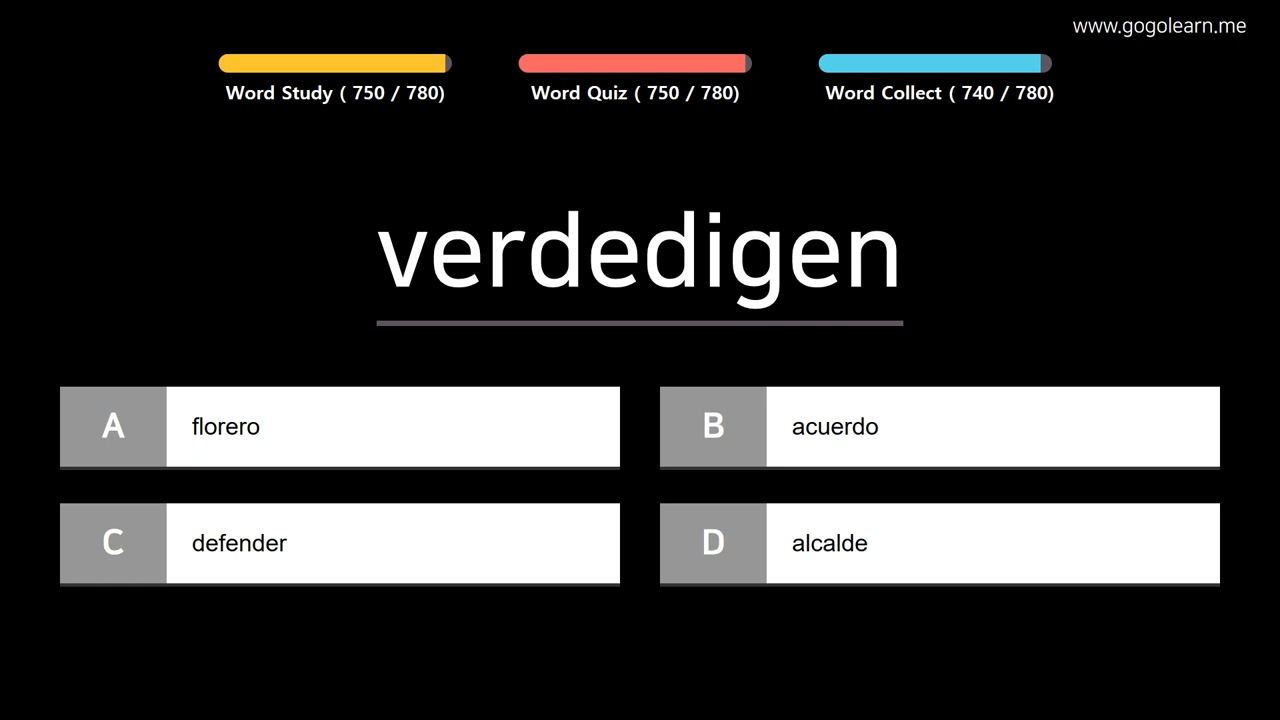 www.gogolearn.me
Word Study ( 750 / 780)
Word Quiz ( 750 / 780)
Word Collect ( 740 / 780)
verdedigen
A florero
B acuerdo
C defender
D alcalde